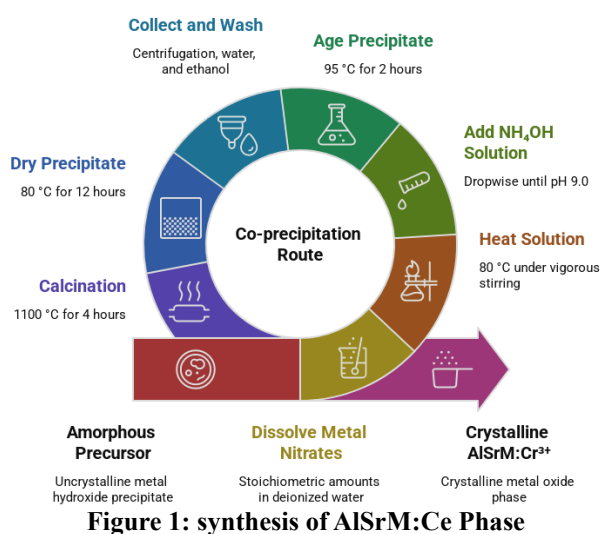 Collect and Wash
Centrifugation, water,
and ethanol
Age Precipitate
95 °C for 2 hours
Add NH₄OH
Solution
Dropwise until pH 9.0
Dry Precipitate
80 °C for 12 hours
Co-precipitation
Route
Heat Solution
80 °C under vigorous
stirring
Calcination
1100 °C for 4 hours
Amorphous
Precursor
Uncrystalline metal
hydroxide precipitate
Dissolve Metal
Nitrates
Stoichiometric amounts
in deionized water
Crystalline
AlSrM:Cr³⁺
Crystalline metal oxide
phase
Figure 1: synthesis of AlSrM:Ce Phase